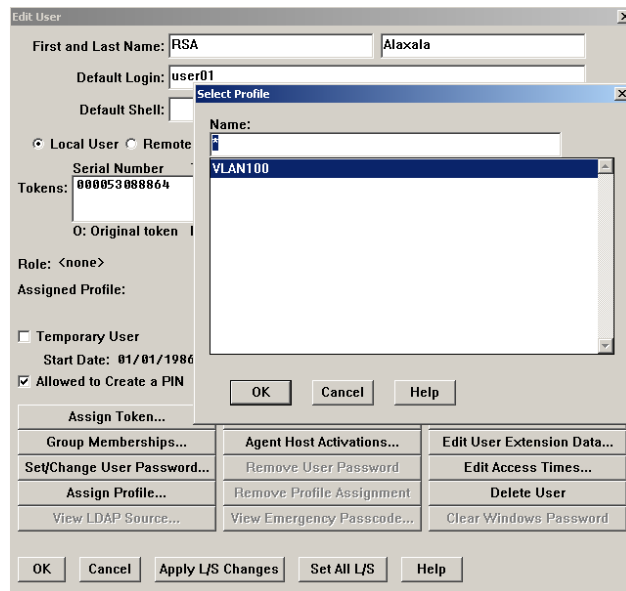 Edit User
First and Last Name: RSA Alaxala
Default Login: user01
Select Profile
Default Shell:
Name:
*
Local User Remote
VLAN100
Serial Number
Tokens: 000053088864
0: Original token
Role: <none>
Assigned Profile:
Temporary User
Start Date: 01/01/1986
Allowed to Create a PIN
OK Cancel Help
Assign Token...
Group Memberships... Agent Host Activations... Edit User Extension Data...
Set/Change User Password... Remove User Password Edit Access Times...
Assign Profile... Remove Profile Assignment Delete User
View LDAP Source... View Emergency Passcode... Clear Windows Password
OK Cancel Apply L/S Changes Set All L/S Help